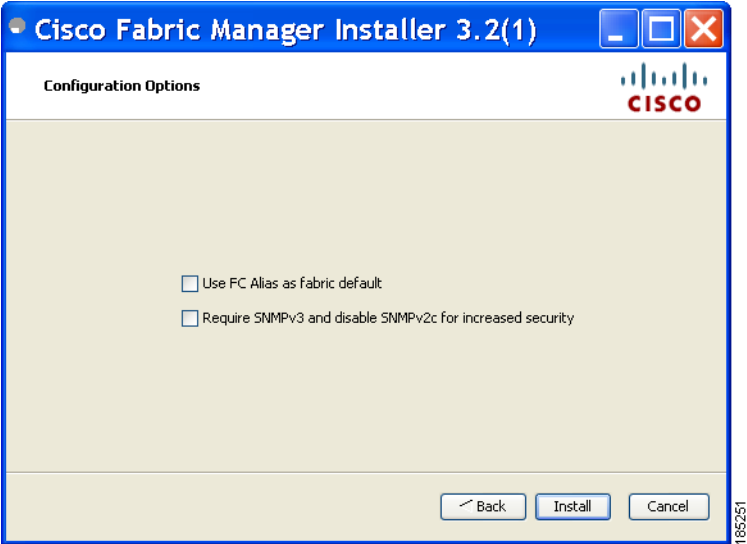 Cisco Fabric Manager Installer 3.2(1)
Configuration Options
CISCO
Use FC Alias as fabric default
Require SNMPv3 and disable SNMPv2c for increased security
Back
Install
Cancel
185251